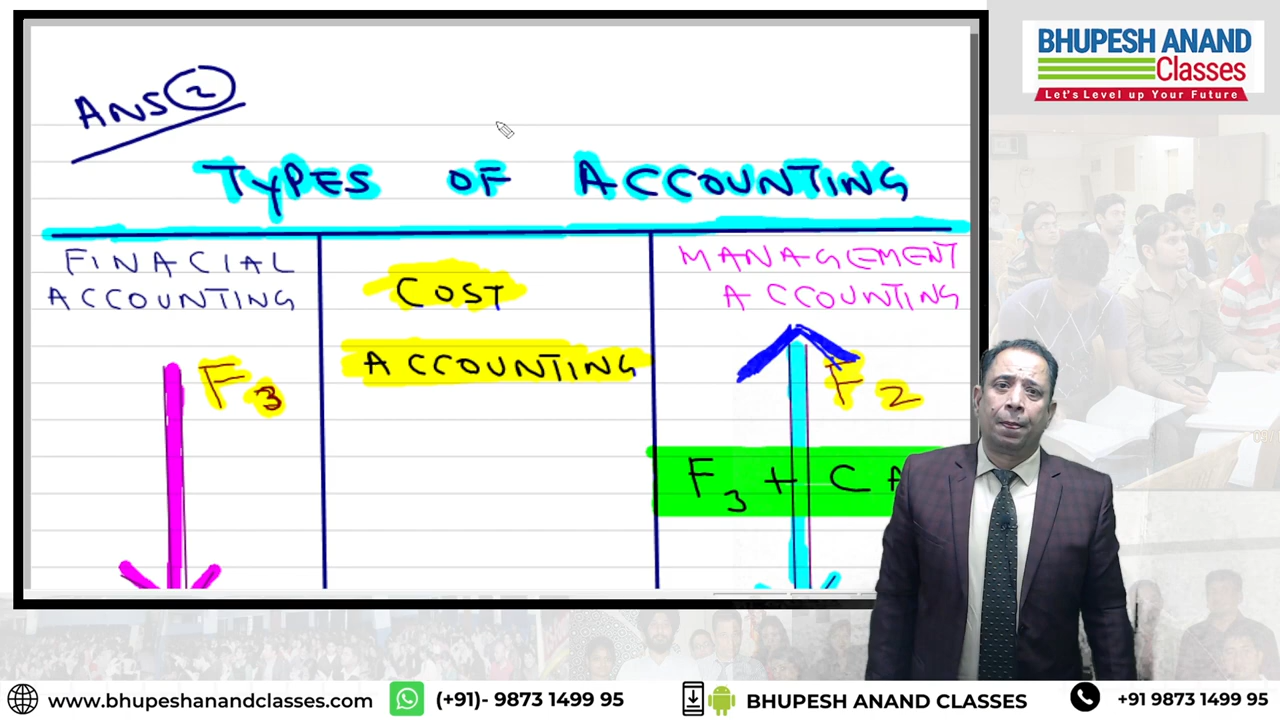 BHUPESH ANAND
Classes
Let's Level up Your Future
ANS 2
TYPES OF ACCOUNTING
FINACIAL
ACCOUNTING
F3
COST
ACCOUNTING
MANAGEMENT
ACCOUNTING
F2
F3 + C A
www.bhupeshanandclasses.com
(+91)- 9873 1499 95
BHUPESH ANAND CLASSES
+91 9873 1499 95